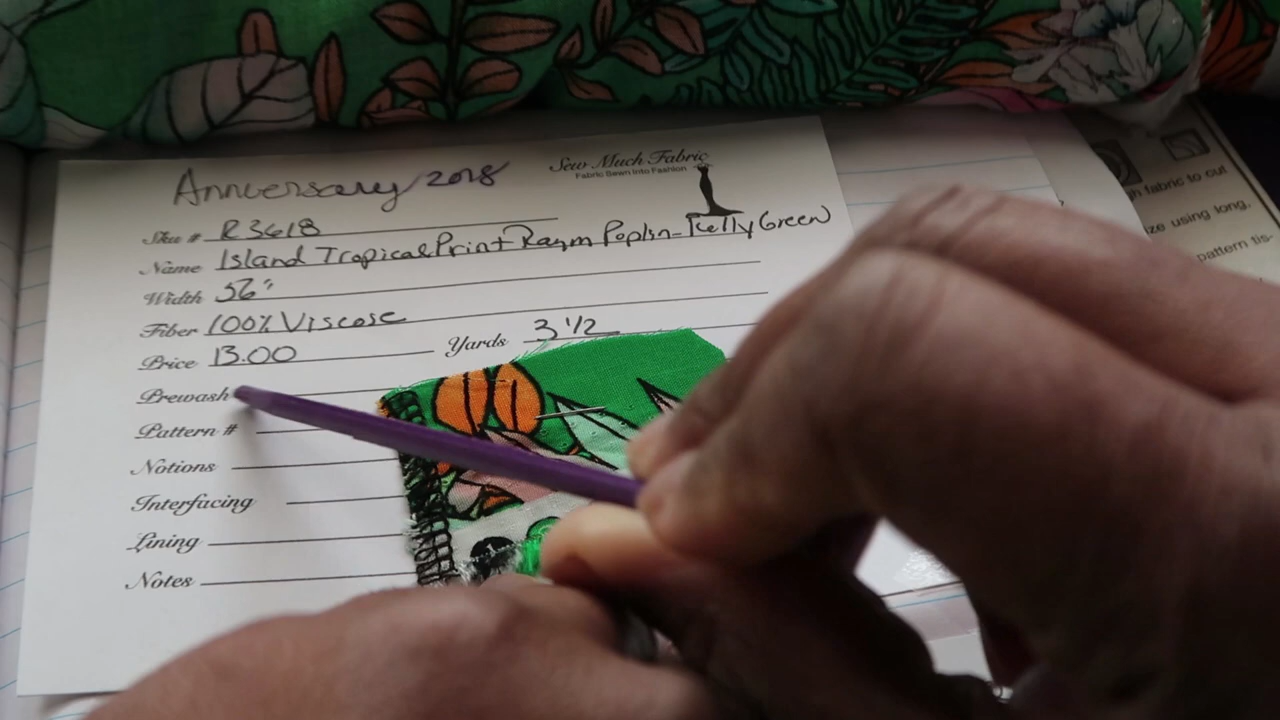 Anniversary 2018
Sew Much Fabric
Fabric Sewn Into Fashion
Sku # R3618
Name Island Tropical Print Raym Poplin - Kelly Green
Width 56"
Fiber 100% Viscose
Price 13.00 Yards 3 1/2
Prewash
Pattern #
Notions
Interfacing
Lining
Notes
h fabric to cut
ize using long,
pattern tis-